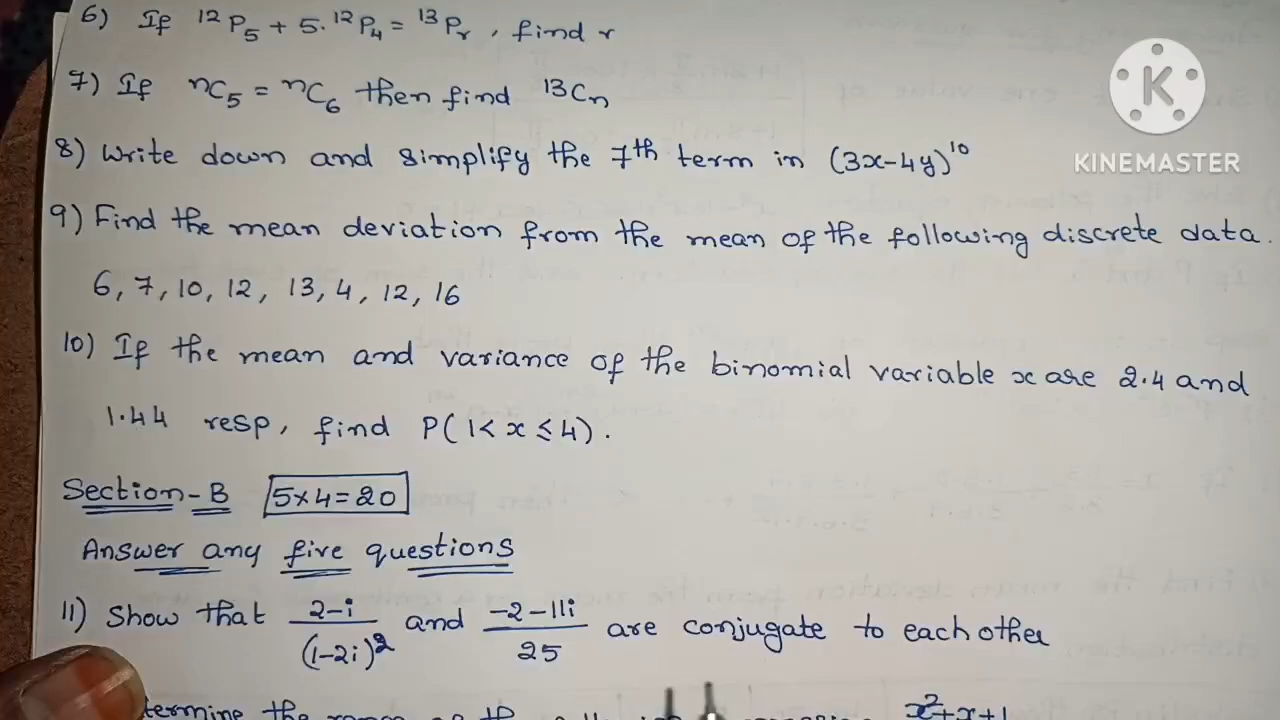 6) If ¹²P₅ + 5.¹²P₄ = ¹³Pᵣ , find r
7) If ⁿC₅ = ⁿC₆ then find ¹³Cₙ
K
KINEMASTER
8) Write down and simplify the 7ᵗʰ term in (3x-4y)¹⁰
9) Find the mean deviation from the mean of the following discrete data.
6, 7, 10, 12, 13, 4, 12, 16
10) If the mean and variance of the binomial variable x are 2.4 and
1.44 resp, find P(1< x ≤ 4).
Section-B 5×4=20
Answer any five questions
11) Show that (2-i)/(1-2i)² and (-2-11i)/25 are conjugate to each other
x²+x+1